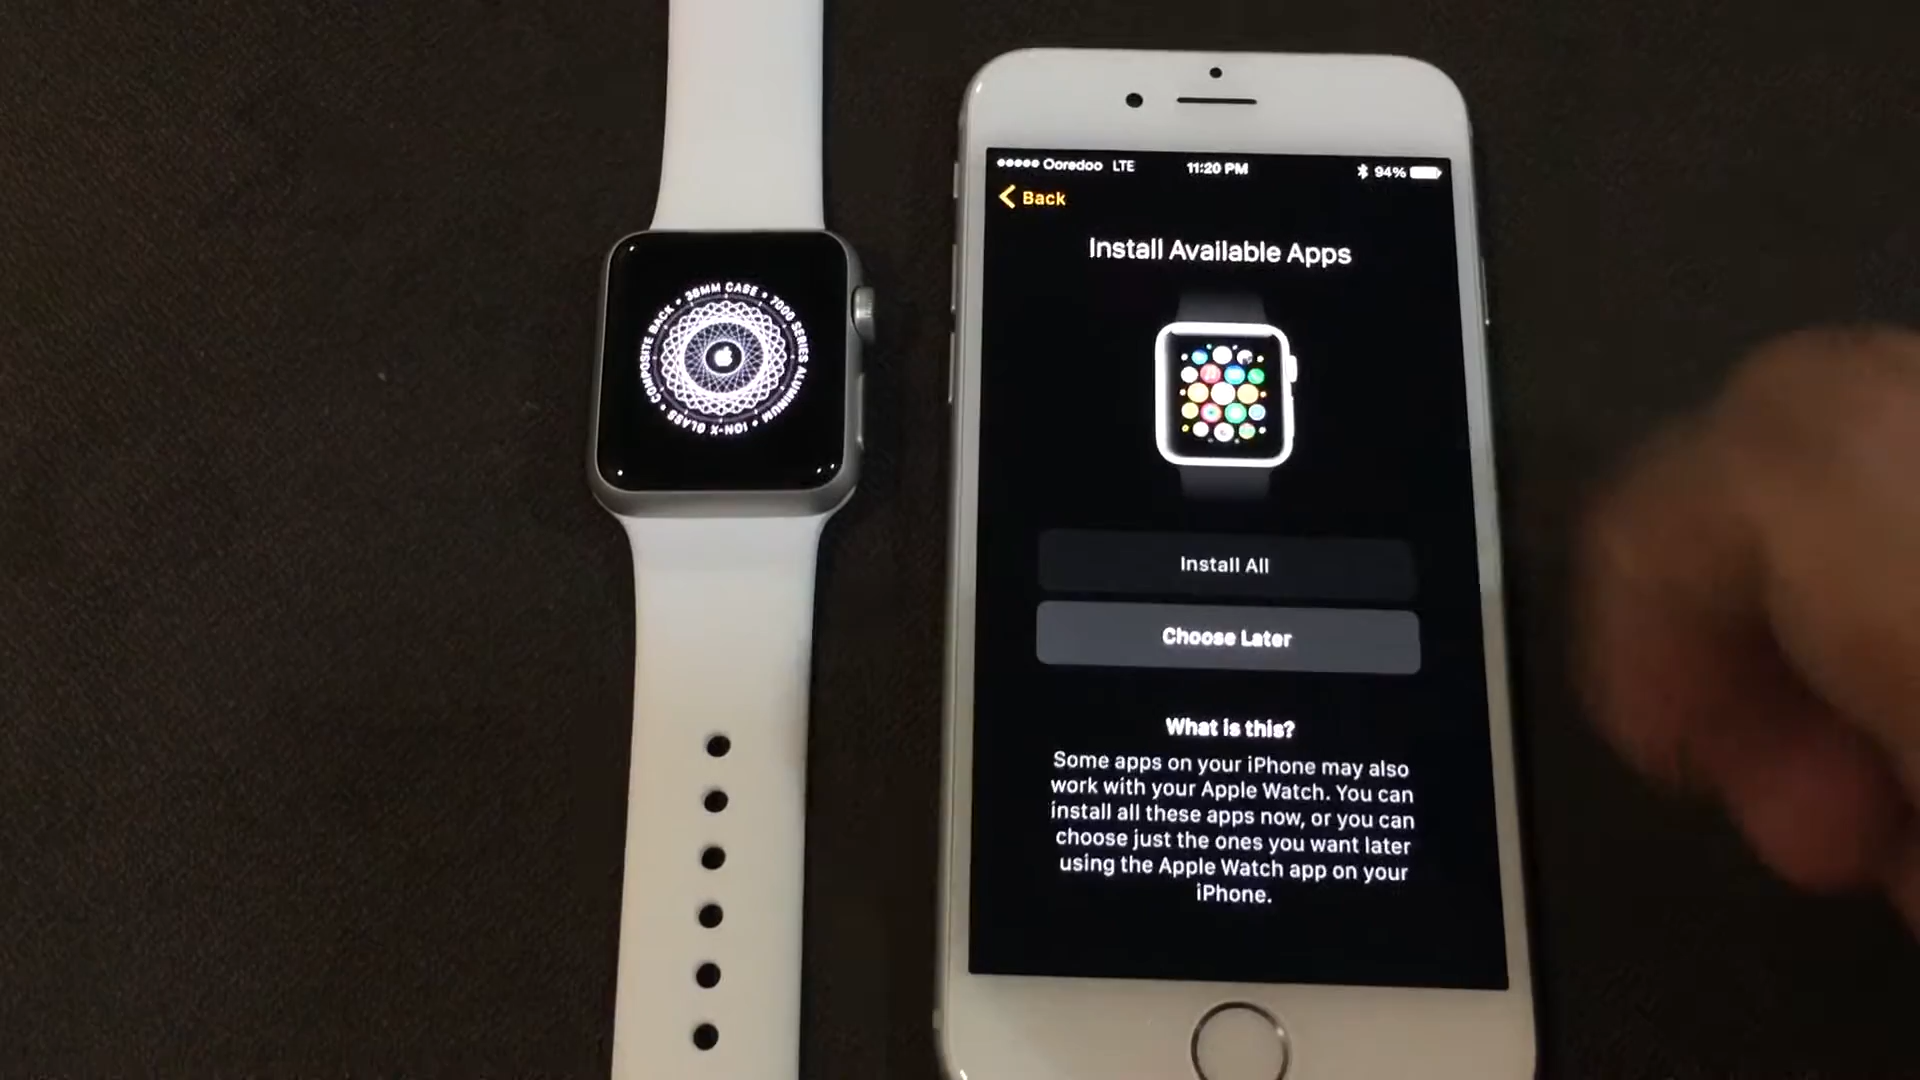 38MM CASE • 7000 SERIES ALUMINUM • ION-X GLASS • COMPOSITE BACK •
Ooredoo LTE 11:20 PM 94%
Back
Install Available Apps
Install All
Choose Later
What is this?
Some apps on your iPhone may also
work with your Apple Watch. You can
install all these apps now, or you can
choose just the ones you want later
using the Apple Watch app on your
iPhone.